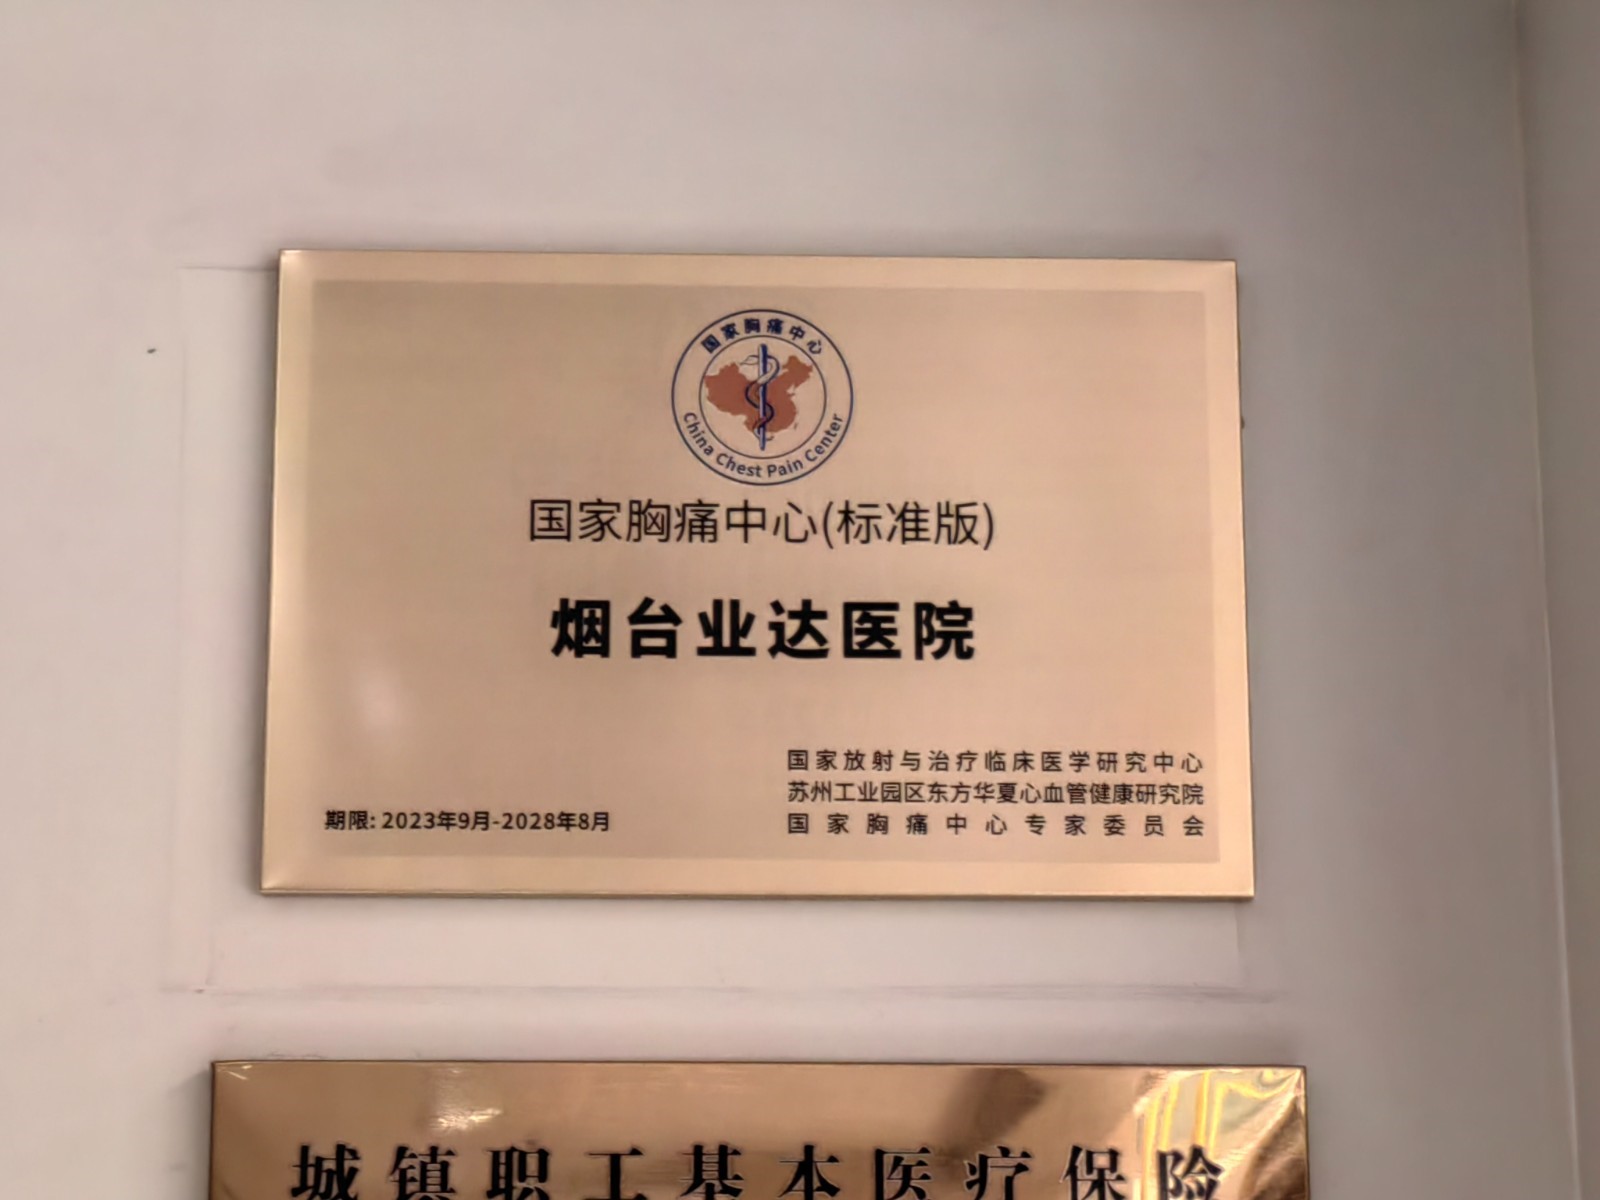 国家胸痛中心
China Chest Pain Center
国家胸痛中心(标准版)
烟台业达医院
国家放射与治疗临床医学研究中心
苏州工业园区东方华夏心血管健康研究院
国家胸痛中心专家委员会
期限: 2023年9月-2028年8月
城镇职工基本医疗保险